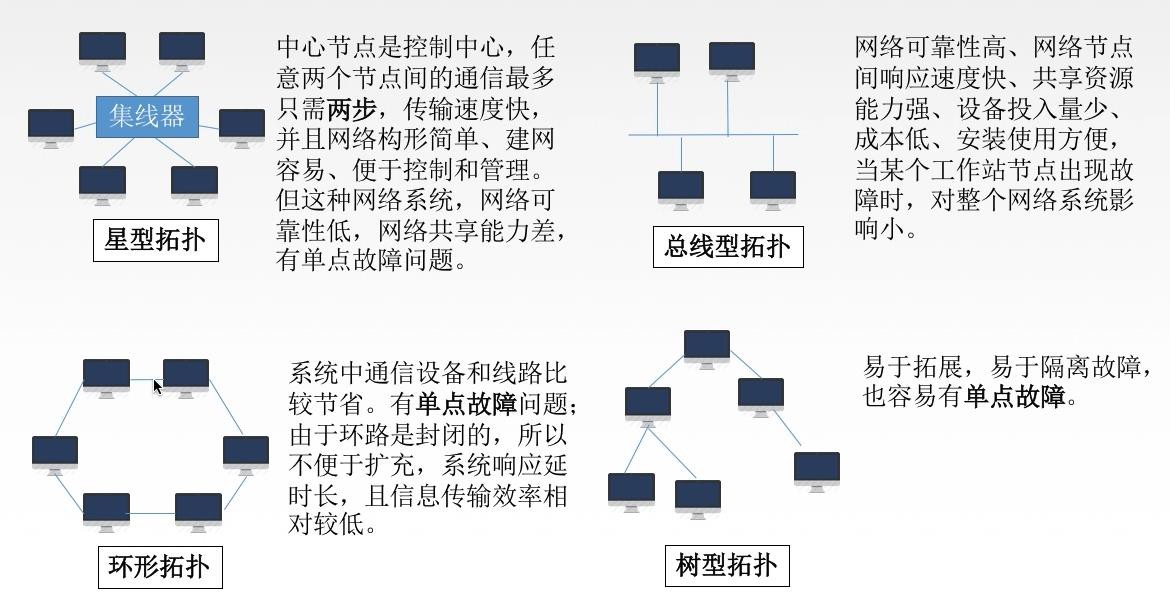 集线器
星型拓扑
中心节点是控制中心，任
意两个节点间的通信最多
只需两步，传输速度快，
并且网络构形简单、建网
容易、便于控制和管理。
但这种网络系统，网络可
靠性低，网络共享能力差，
有单点故障问题。
总线型拓扑
网络可靠性高、网络节点
间响应速度快、共享资源
能力强、设备投入量少、
成本低、安装使用方便，
当某个工作站节点出现故
障时，对整个网络系统影
响小。
环形拓扑
系统中通信设备和线路比
较节省。有单点故障问题；
由于环路是封闭的，所以
不便于扩充，系统响应延
时长，且信息传输效率相
对较低。
树型拓扑
易于拓展，易于隔离故障，
也容易有单点故障。